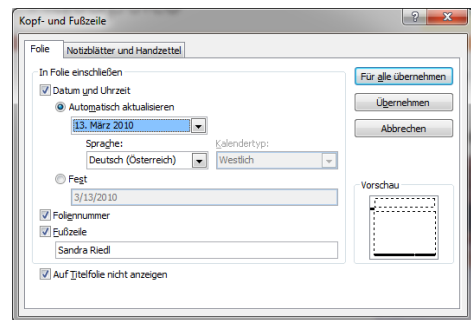 Kopf- und Fußzeile
Folie
Notizblätter und Handzettel
In Folie einschließen
Datum und Uhrzeit
Automatisch aktualisieren
13. März 2010
Sprache:
Kalendertyp:
Deutsch (Österreich)
Westlich
Fest
3/13/2010
Foliennummer
Fußzeile
Sandra Riedl
Auf Titelfolie nicht anzeigen
Für alle übernehmen
Übernehmen
Abbrechen
Vorschau